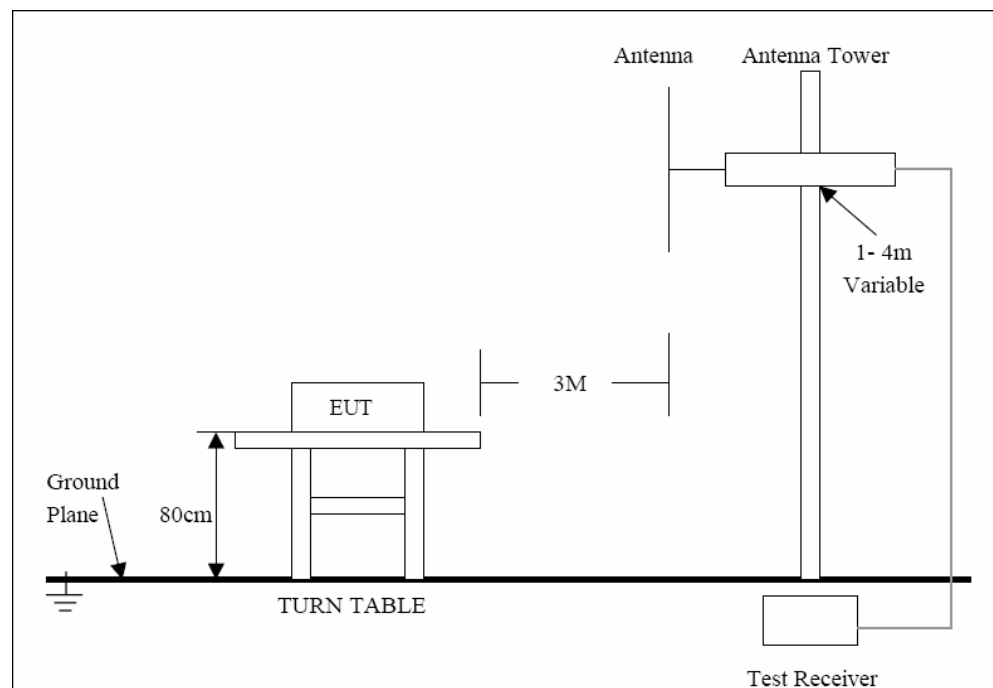 Antenna
Antenna Tower
1- 4m
Variable
3M
EUT
Ground
Plane
80cm
TURN TABLE
Test Receiver